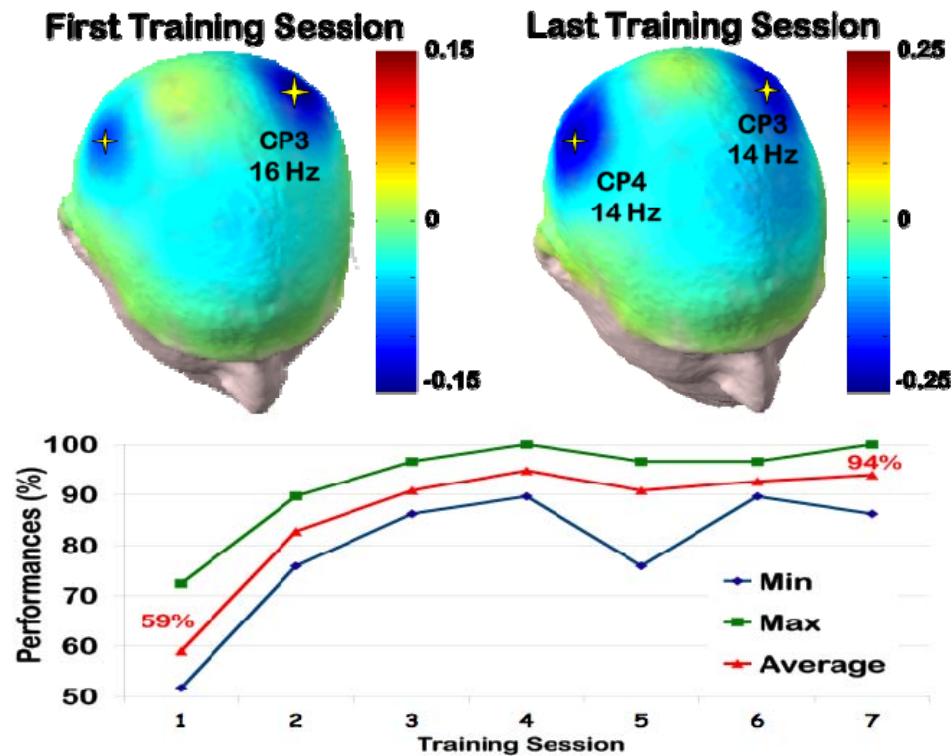 First Training Session
Last Training Session
0.15
0
-0.15
CP3
16 Hz
0.25
0
-0.25
CP3
14 Hz
CP4
14 Hz
Performances (%)
100
90
80
70
60
50
59%
94%
Min
Max
Average
1 2 3 4 5 6 7
Training Session